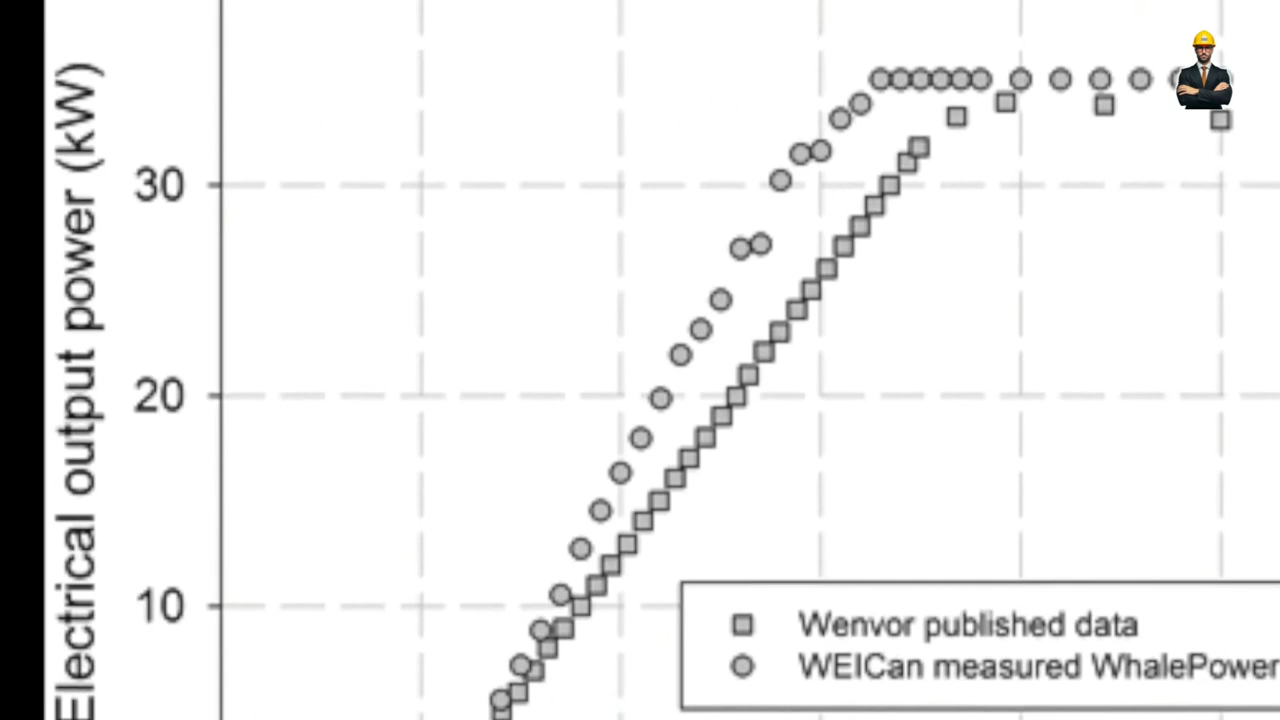 Electrical output power (kW)
30
20
10
Wenvor published data
WEICan measured WhalePower